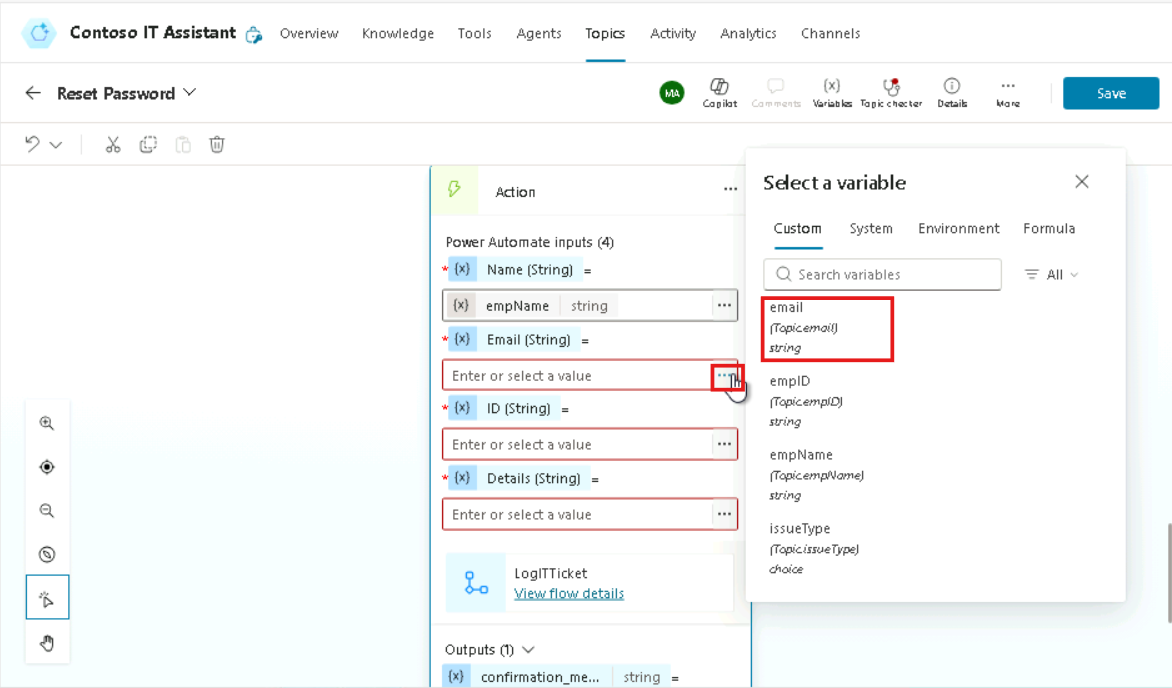 Contoso IT Assistant Overview Knowledge Tools Agents Topics Activity Analytics Channels
Reset Password MA Copilot Comments {x} Variables Topic checker Details More Save
Action
Power Automate inputs (4)
* {x} Name (String) =
{x} empName string
* {x} Email (String) =
Enter or select a value
* {x} ID (String) =
Enter or select a value
* {x} Details (String) =
Enter or select a value
LogITTicket
View flow details
Outputs (1)
{x} confirmation_me... string =
Select a variable
Custom System Environment Formula
Search variables All
email
(Topic.email)
string
empID
(Topic.empID)
string
empName
(Topic.empName)
string
issueType
(Topic.issueType)
choice